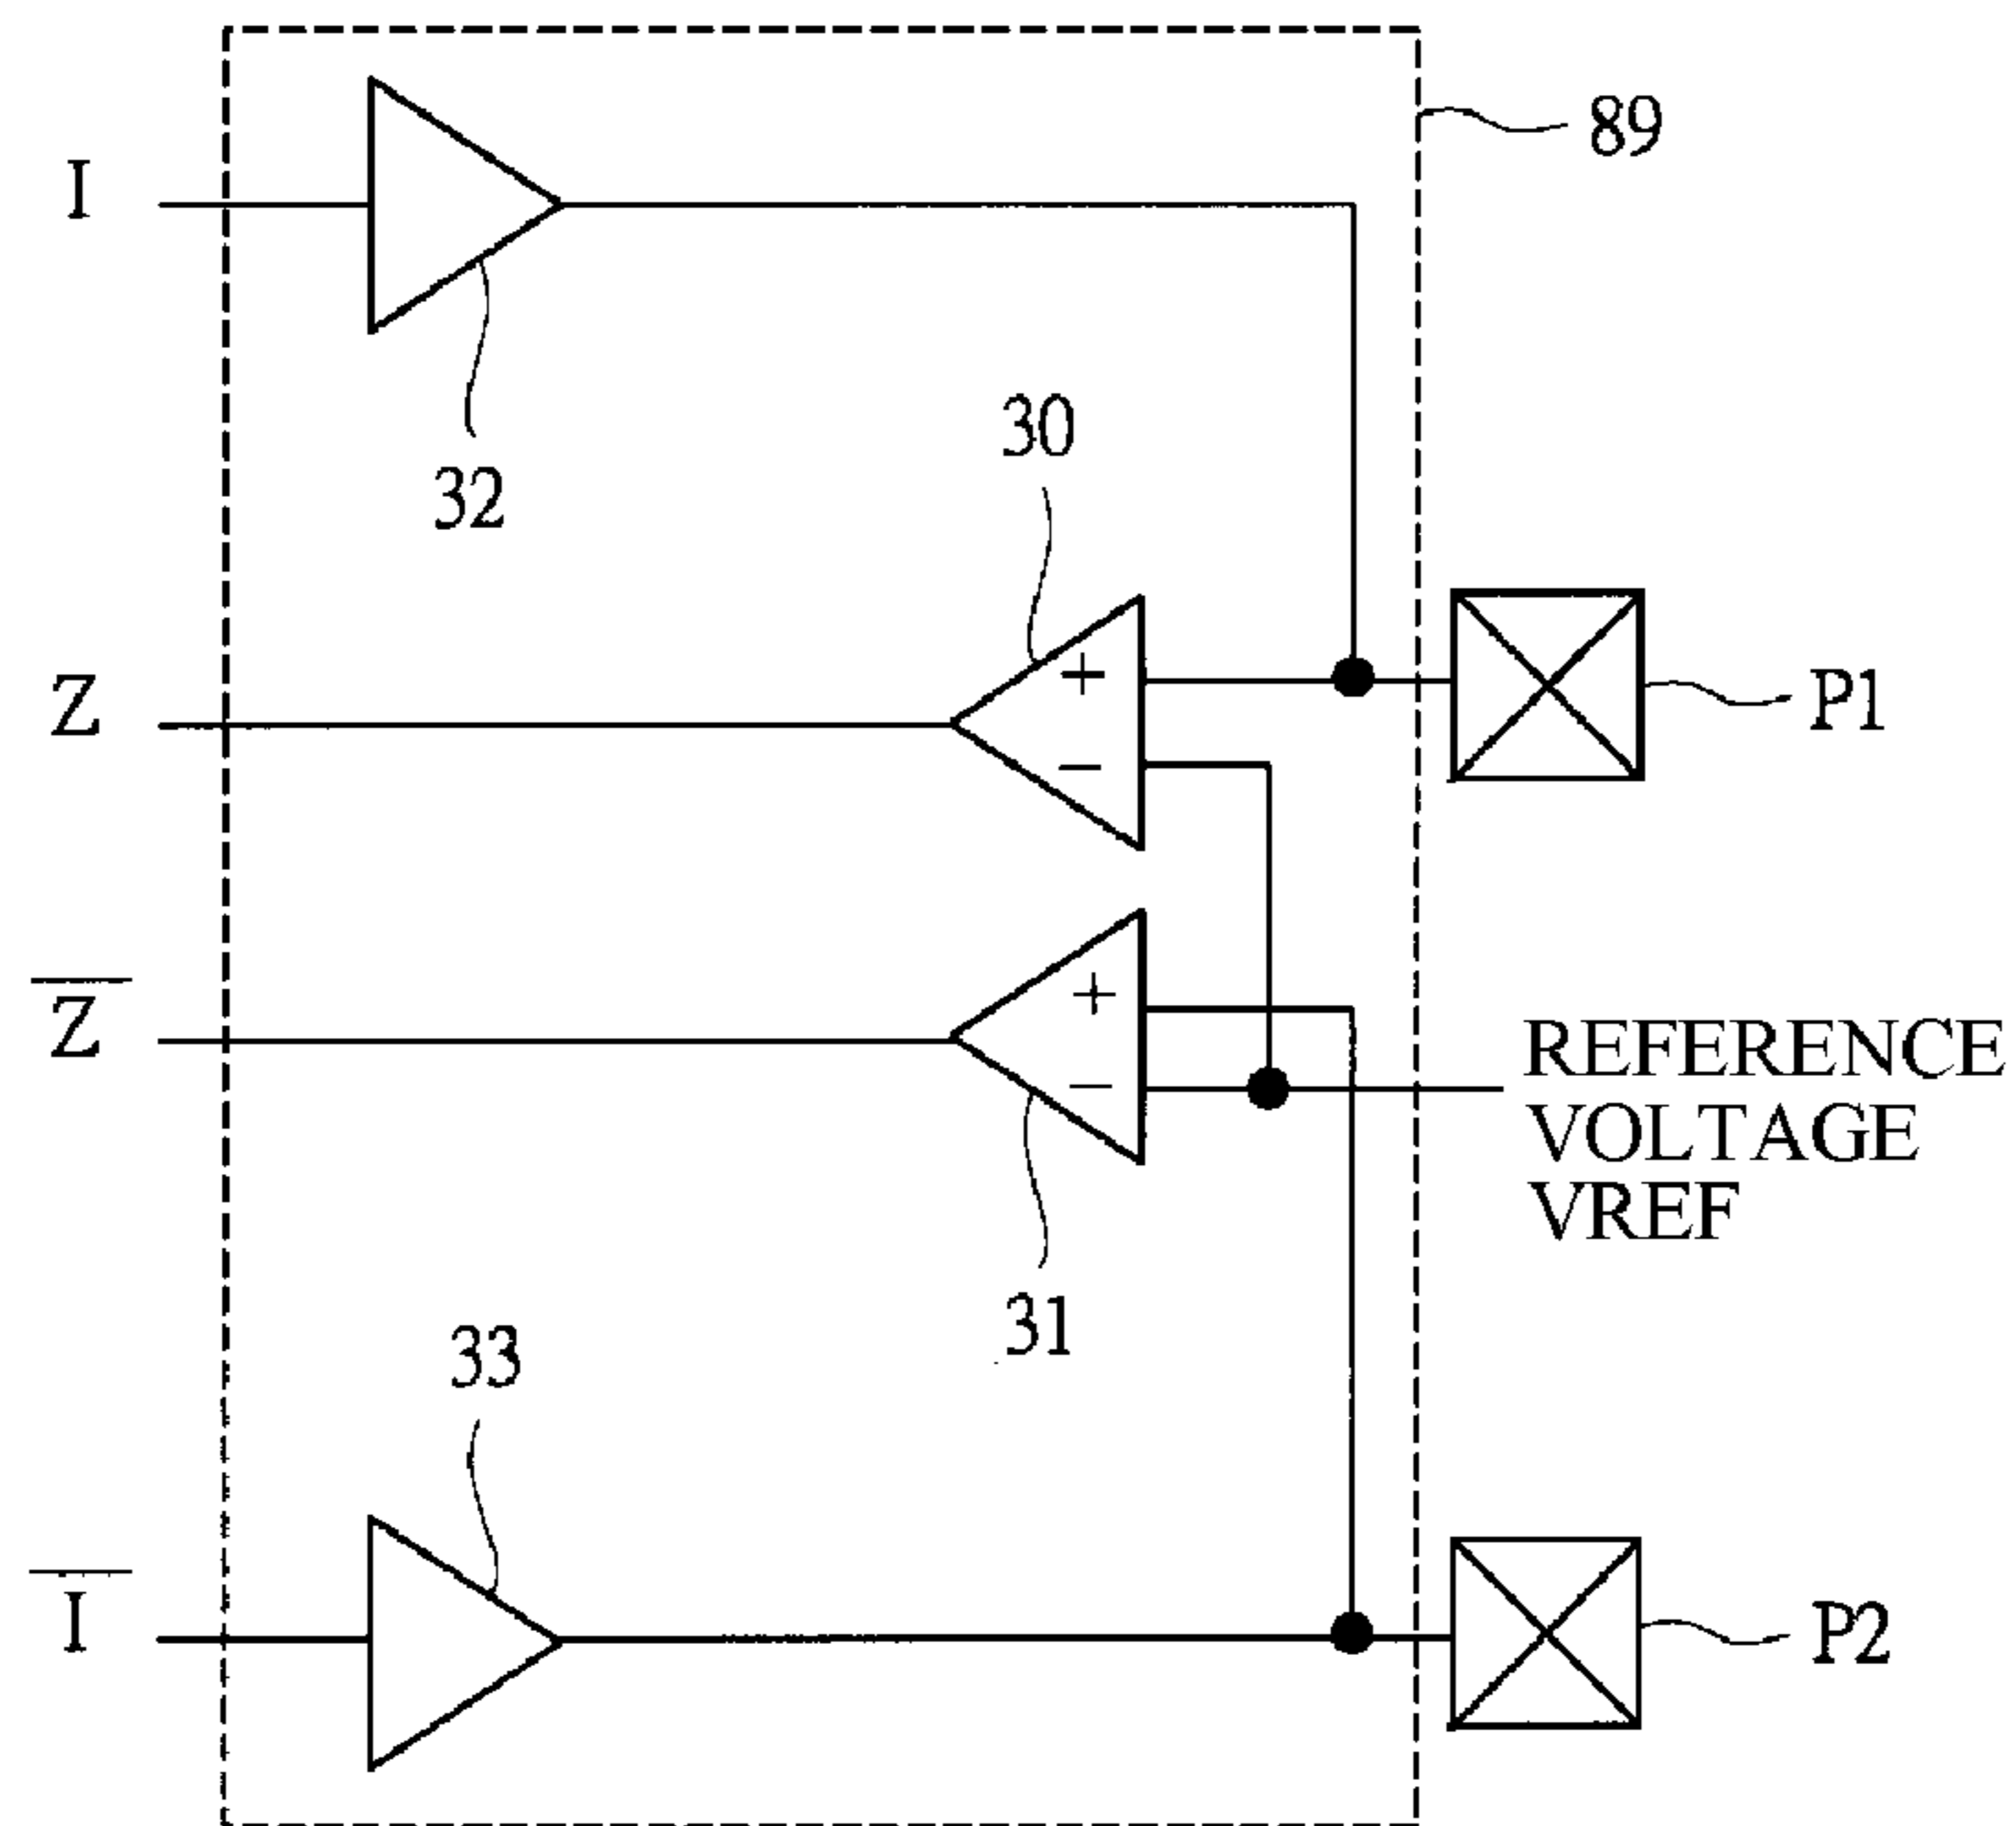 89
I
32
30
+
Z
P1
−
+
Z̅
REFERENCE
VOLTAGE
VREF
−
31
33
I̅
P2